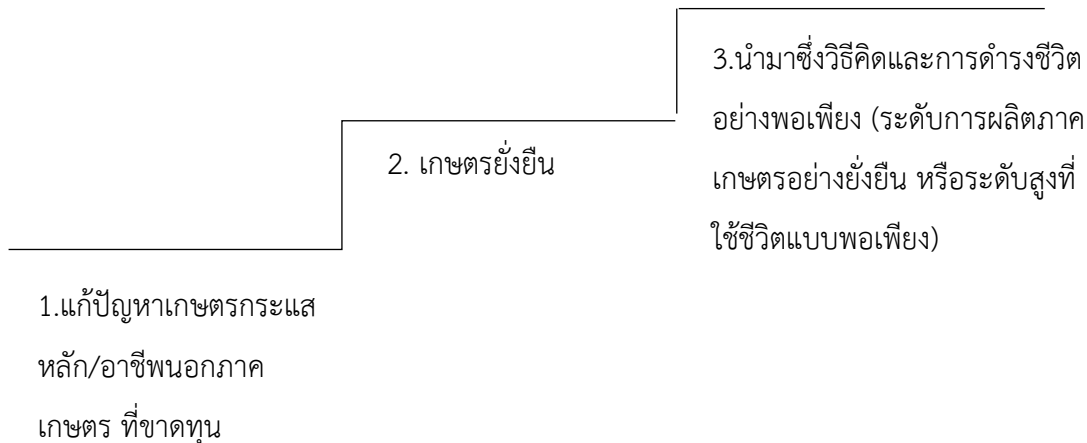 3.นำมาซึ่งวิธีคิดและการดำรงชีวิต
อย่างพอเพียง (ระดับการผลิตภาค
เกษตรอย่างยั่งยืน หรือระดับสูงที่
ใช้ชีวิตแบบพอเพียง)
2. เกษตรยั่งยืน
1.แก้ปัญหาเกษตรกระแส
หลัก/อาชีพนอกภาค
เกษตร ที่ขาดทุน